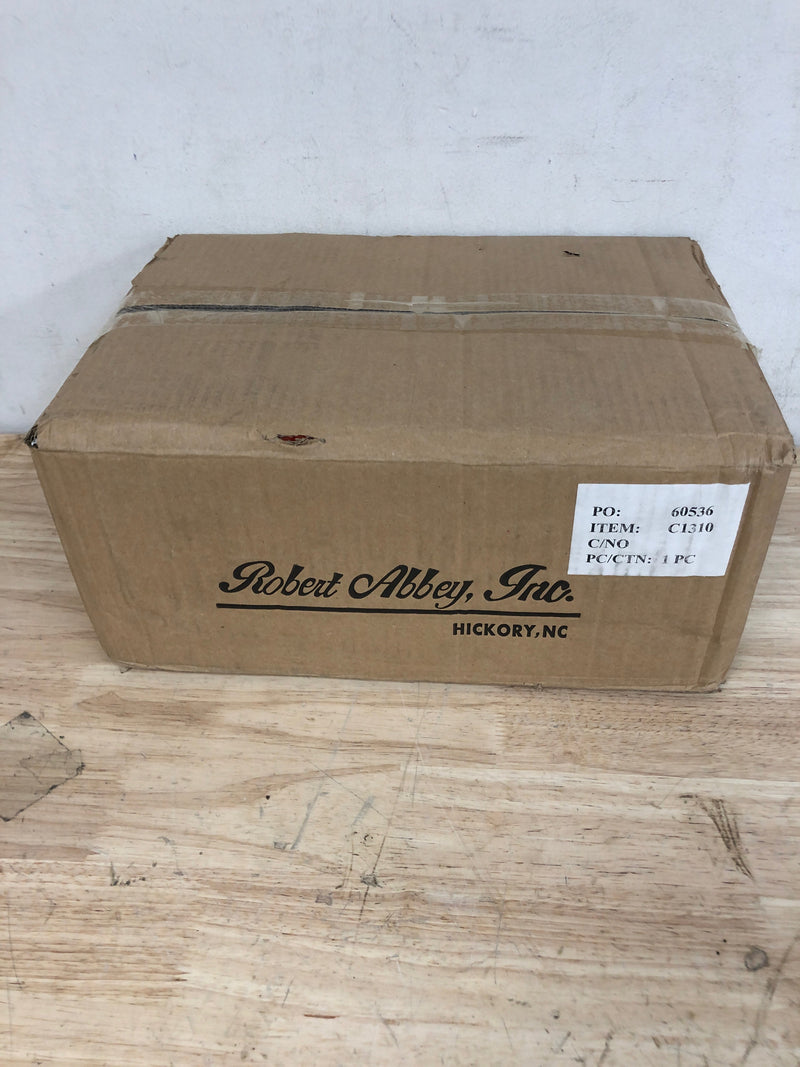 PO: 60536
ITEM: C1310
C/NO
PC/CTN: 1 PC
Robert Abbey, Inc.
HICKORY, NC